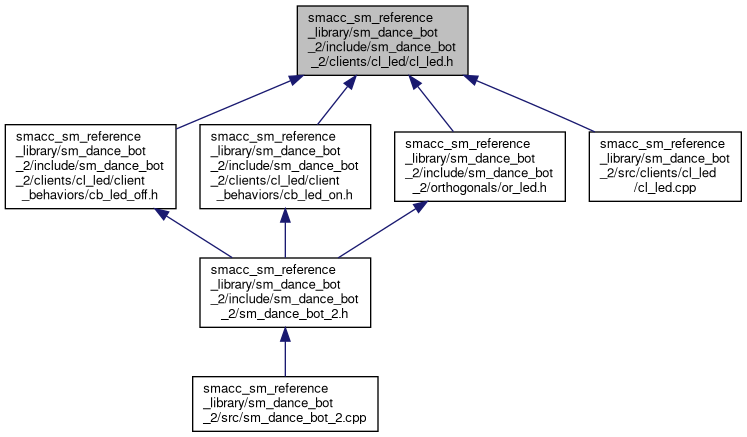 smacc_sm_reference
_library/sm_dance_bot
_2/include/sm_dance_bot
_2/clients/cl_led/cl_led.h
smacc_sm_reference
_library/sm_dance_bot
_2/include/sm_dance_bot
_2/clients/cl_led/client
_behaviors/cb_led_off.h
smacc_sm_reference
_library/sm_dance_bot
_2/include/sm_dance_bot
_2/clients/cl_led/client
_behaviors/cb_led_on.h
smacc_sm_reference
_library/sm_dance_bot
_2/include/sm_dance_bot
_2/orthogonals/or_led.h
smacc_sm_reference
_library/sm_dance_bot
_2/src/clients/cl_led
/cl_led.cpp
smacc_sm_reference
_library/sm_dance_bot
_2/include/sm_dance_bot
_2/sm_dance_bot_2.h
smacc_sm_reference
_library/sm_dance_bot
_2/src/sm_dance_bot_2.cpp